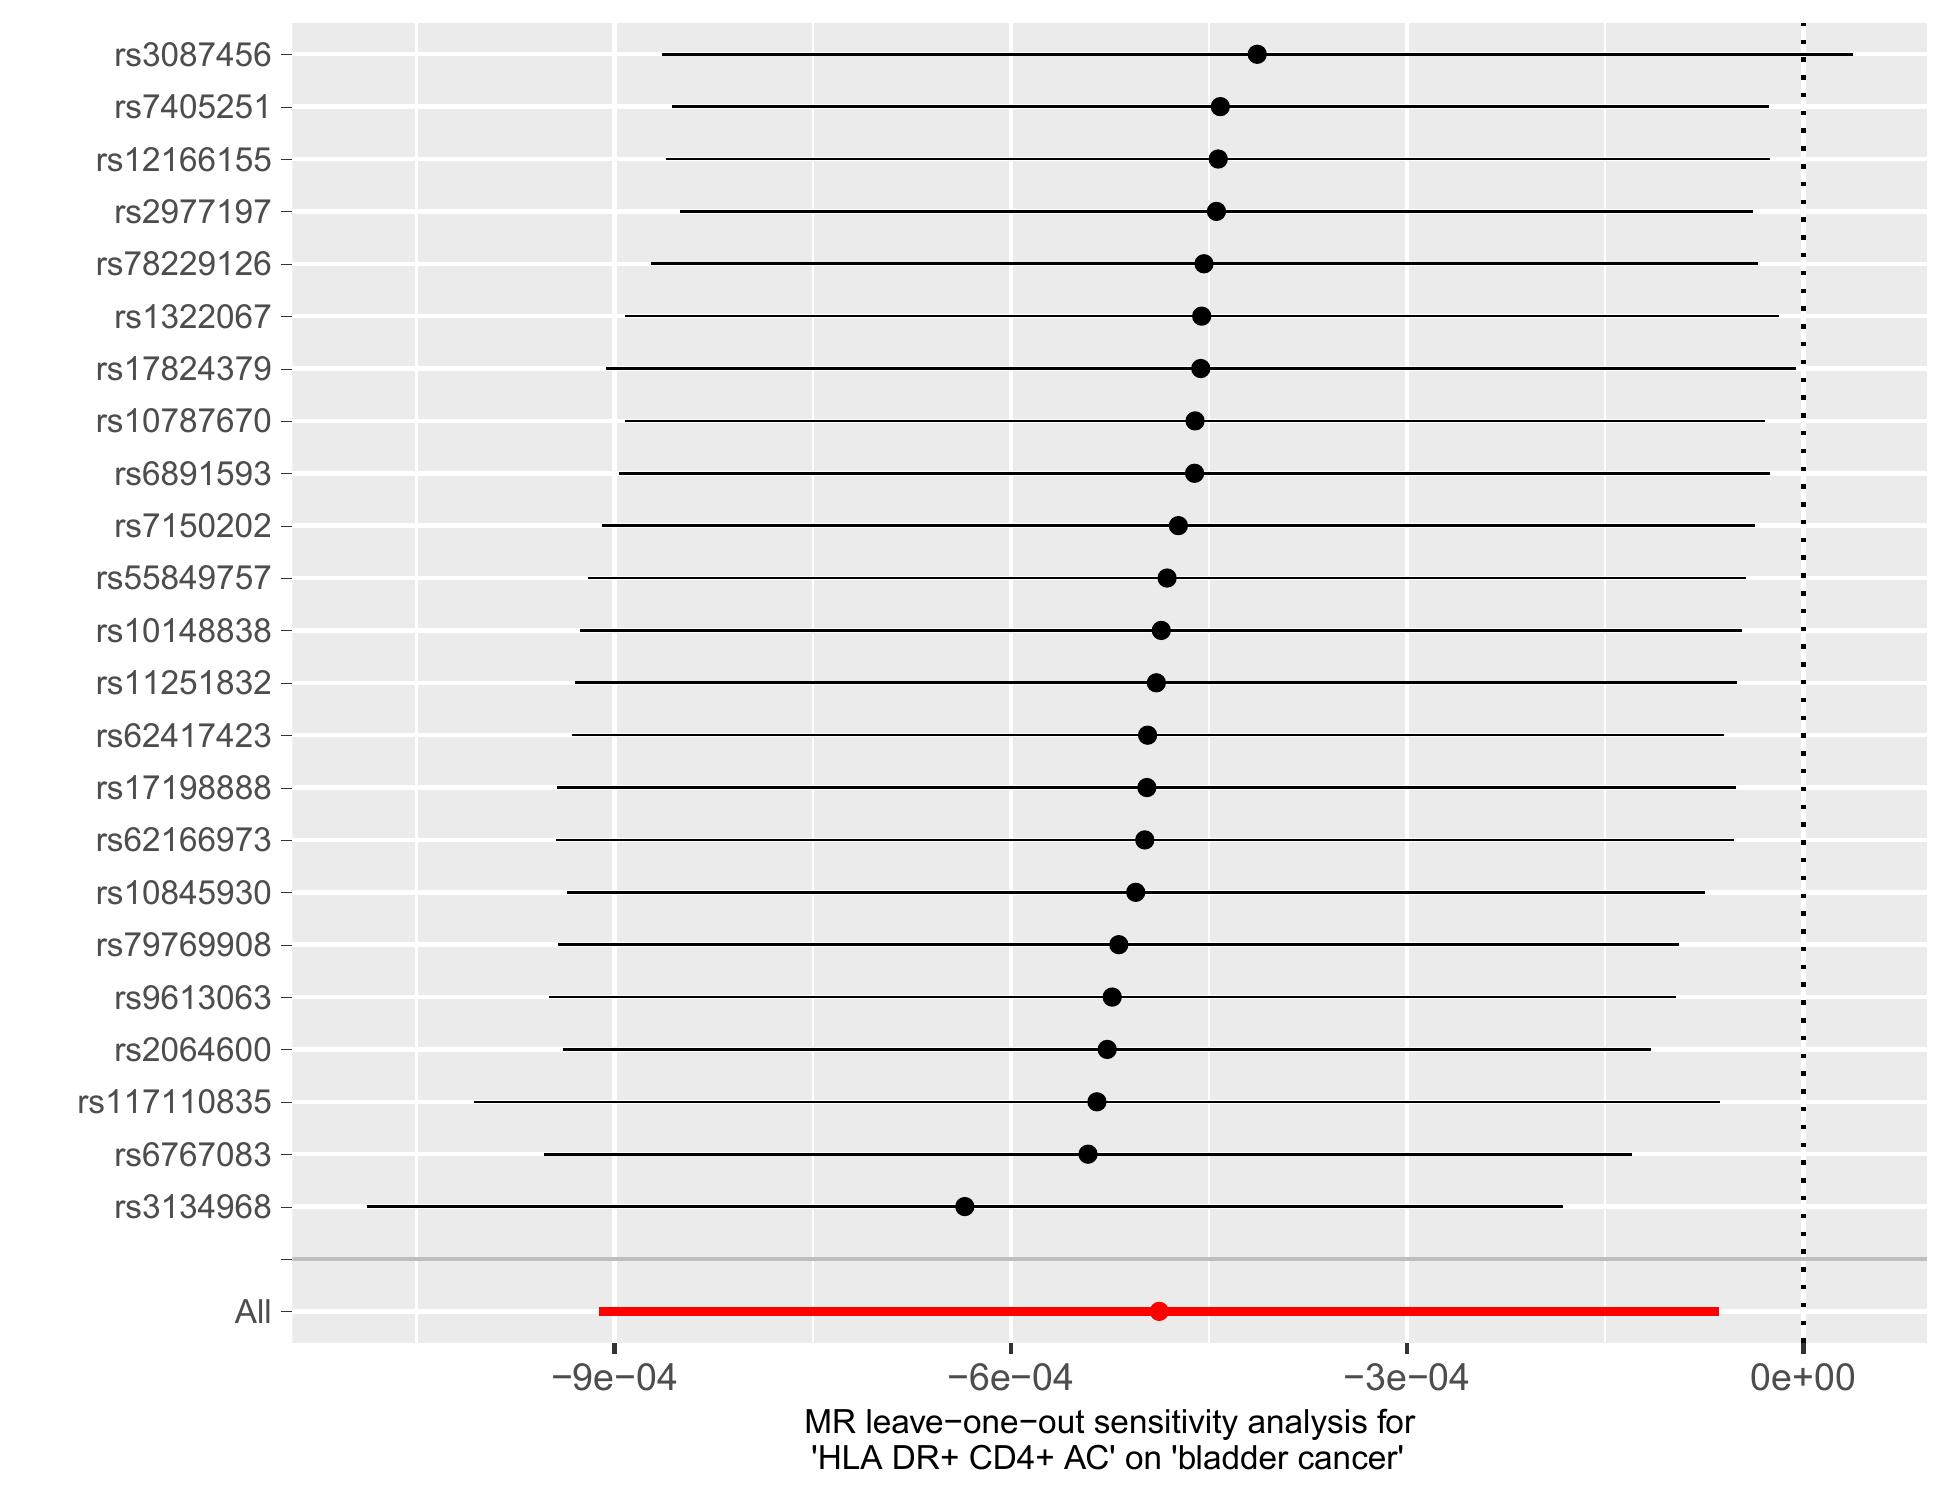 rs3087456
rs7405251
rs12166155
rs2977197
rs78229126
rs1322067
rs17824379
rs10787670
rs6891593
rs7150202
rs55849757
rs10148838
rs11251832
rs62417423
rs17198888
rs62166973
rs10845930
rs79769908
rs9613063
rs2064600
rs117110835
rs6767083
rs3134968
All
−9e−04 −6e−04 −3e−04 0e+00
MR leave−one−out sensitivity analysis for
'HLA DR+ CD4+ AC' on 'bladder cancer'